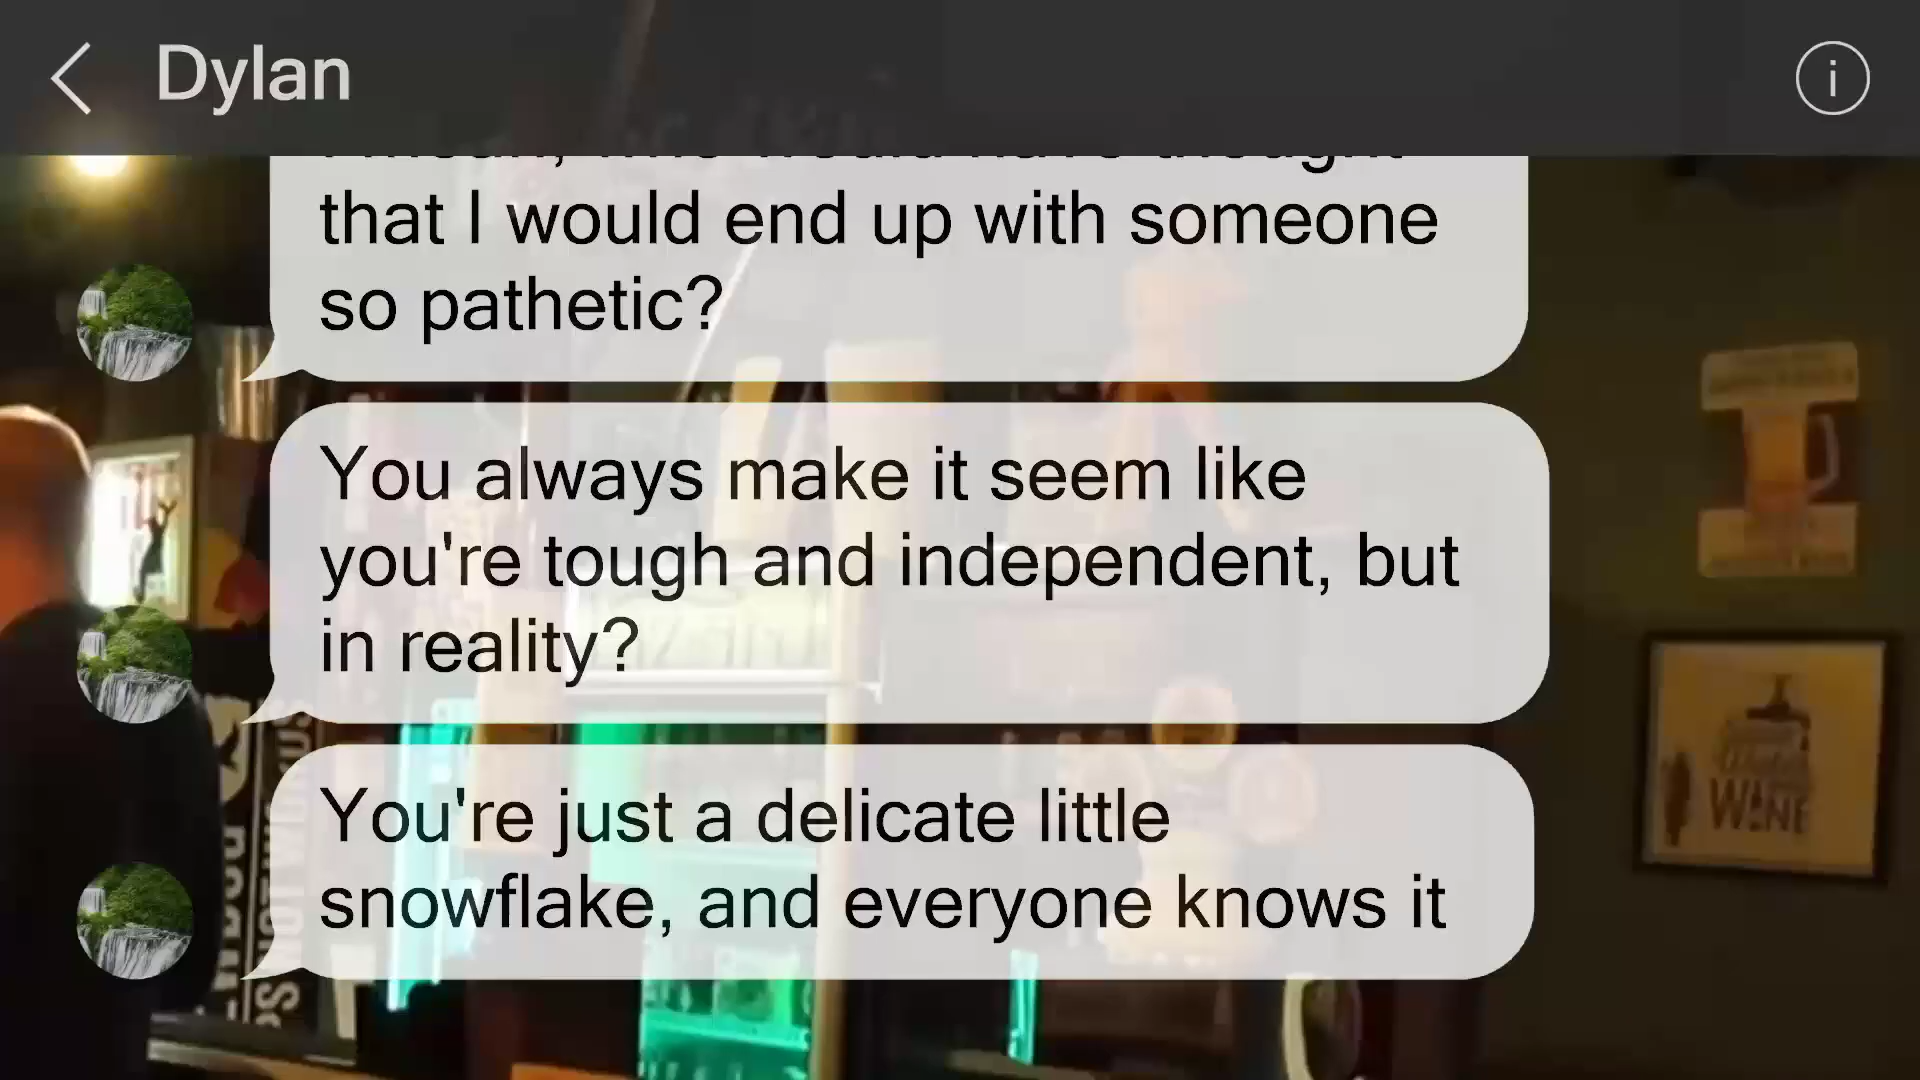 Dylan
that I would end up with someone
so pathetic?
You always make it seem like
you're tough and independent, but
in reality?
You're just a delicate little
snowflake, and everyone knows it
WINE